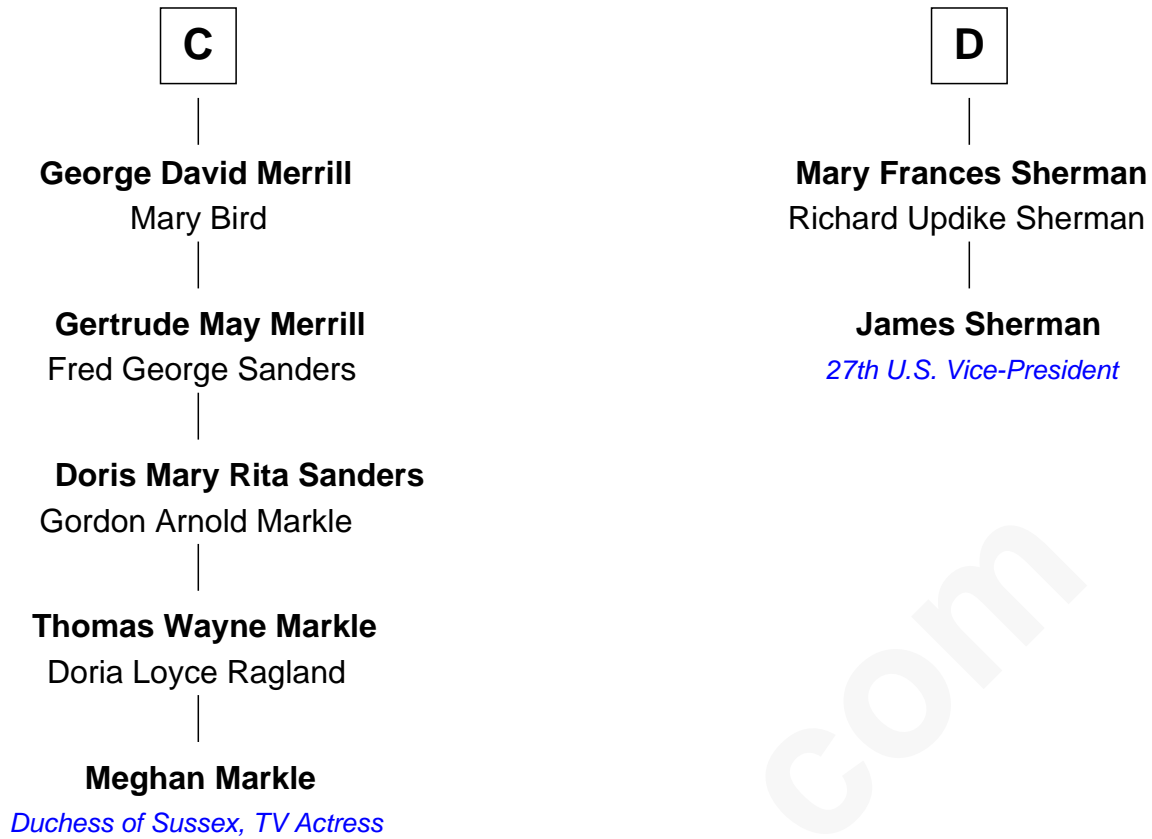 C
George David Merrill
Mary Bird
Gertrude May Merrill
Fred George Sanders
Doris Mary Rita Sanders
Gordon Arnold Markle
Thomas Wayne Markle
Doria Loyce Ragland
Meghan Markle
Duchess of Sussex, TV Actress
D
Mary Frances Sherman
Richard Updike Sherman
James Sherman
27th U.S. Vice-President
com